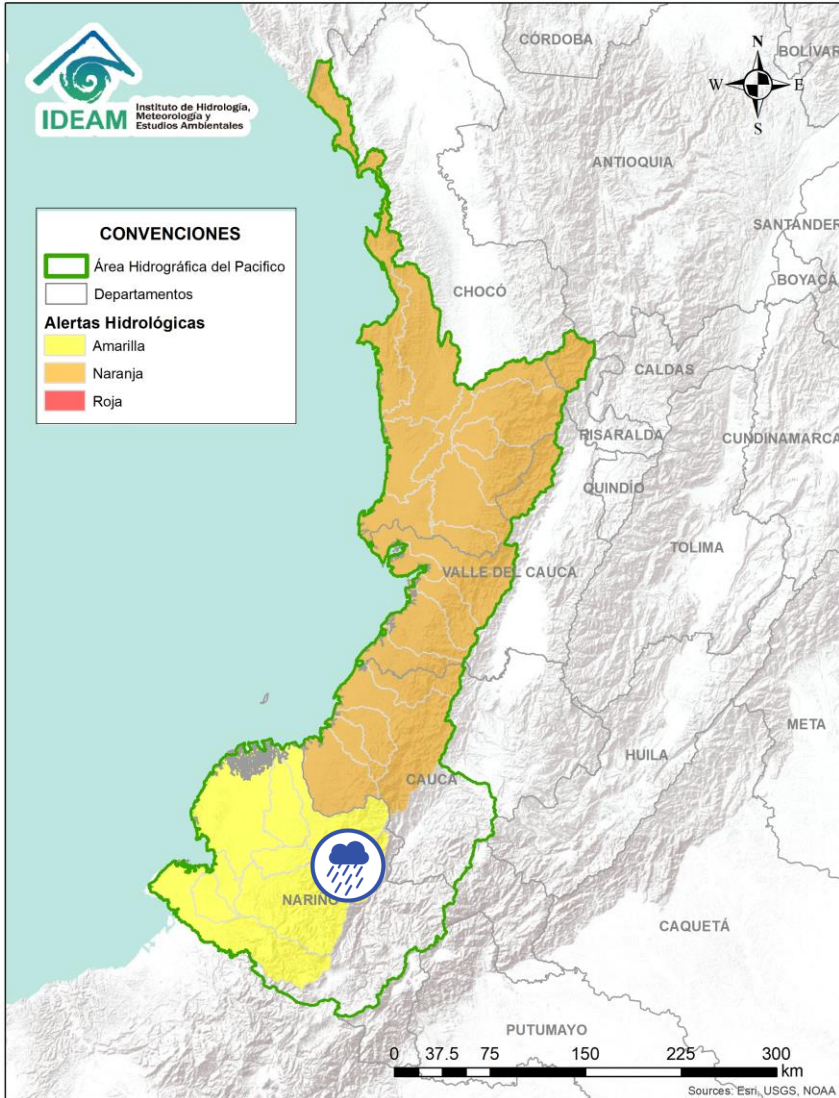 IDEAM
Instituto de Hidrología,
Meteorología y
Estudios Ambientales
CONVENCIONES
Área Hidrográfica del Pacifico
Departamentos
Alertas Hidrológicas
Amarilla
Naranja
Roja
N
W
E
S
CÓRDOBA
BOLÍVAR
ANTIOQUIA
SANTANDER
BOYACÁ
CHOCÓ
CALDAS
RISARALDA
CUNDINAMARCA
QUINDÍO
TOLIMA
VALLE DEL CAUCA
META
HUILA
CAUCA
NARIÑO
CAQUETÁ
PUTUMAYO
0 37.5 75 150 225 300
km
Sources: Esri, USGS, NOAA